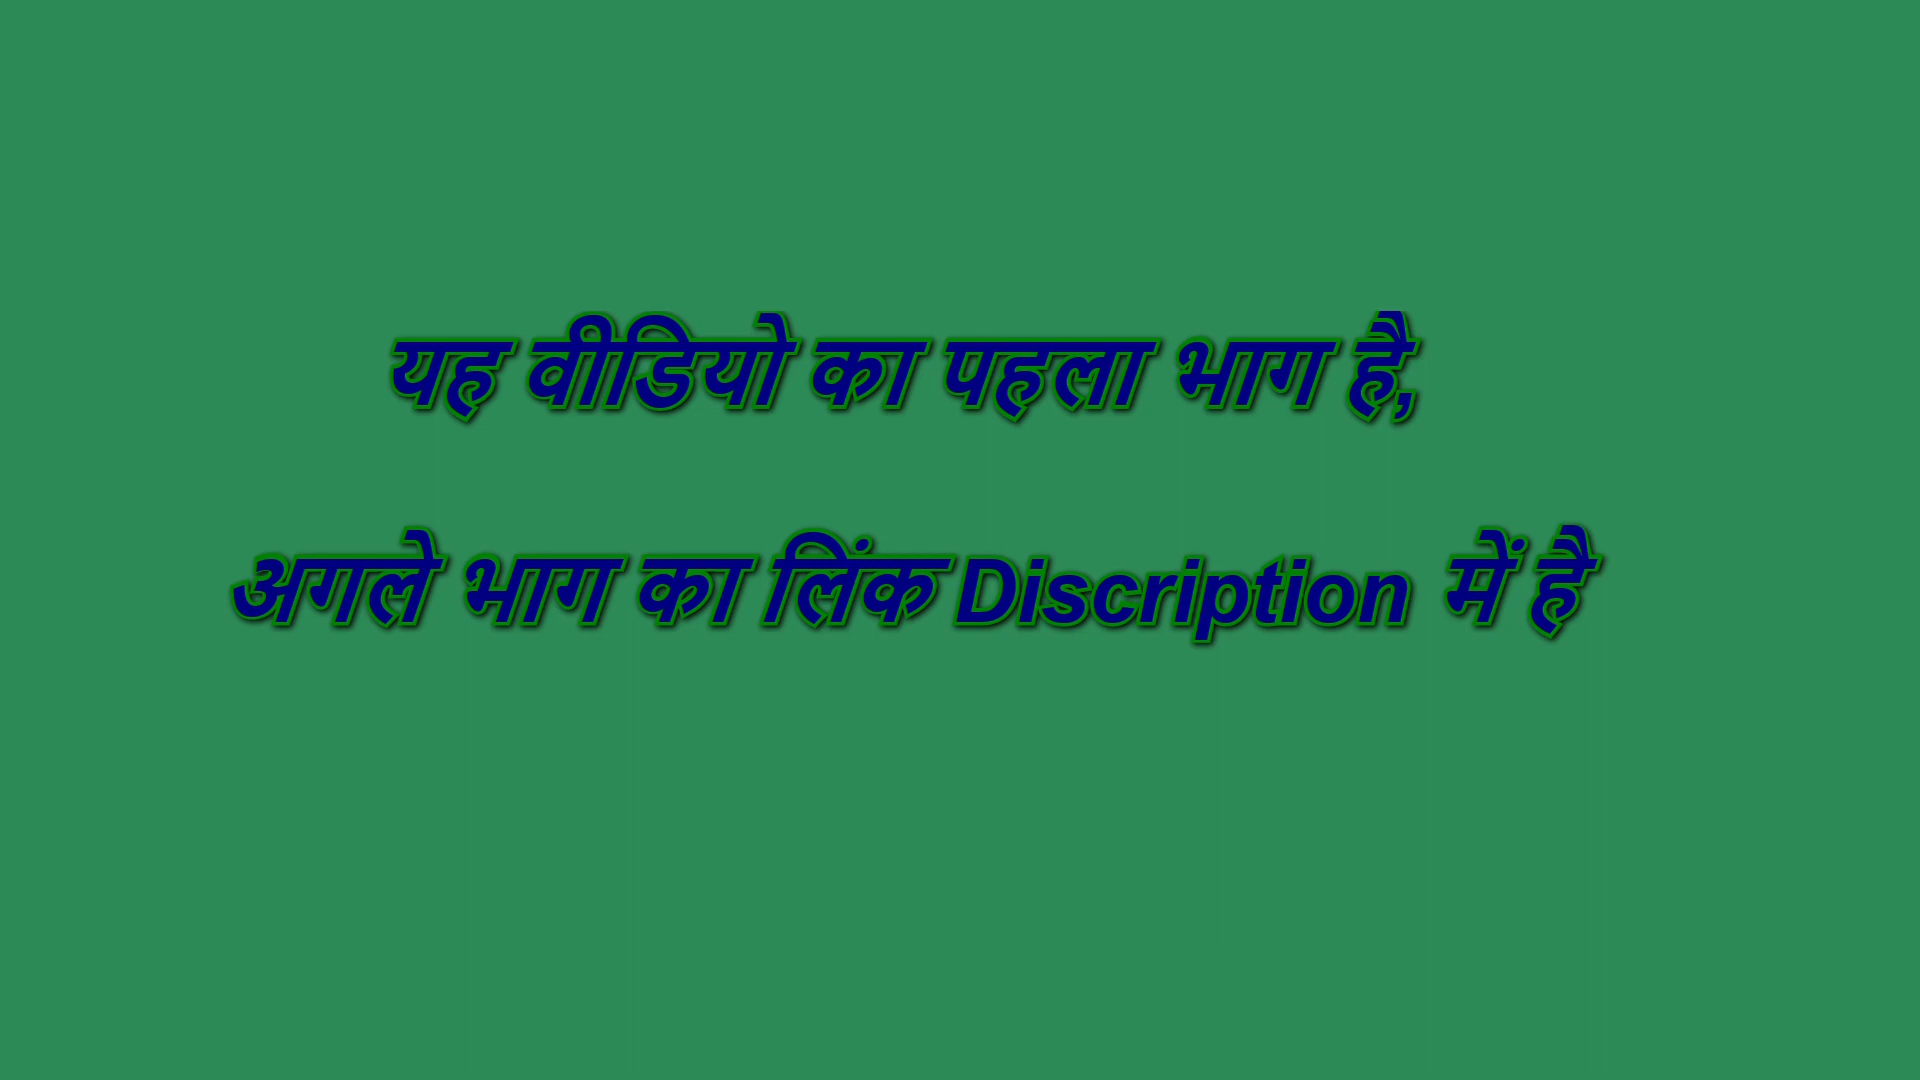 यह वीडियो का पहला भाग है,
अगले भाग का लिंक Discription में है